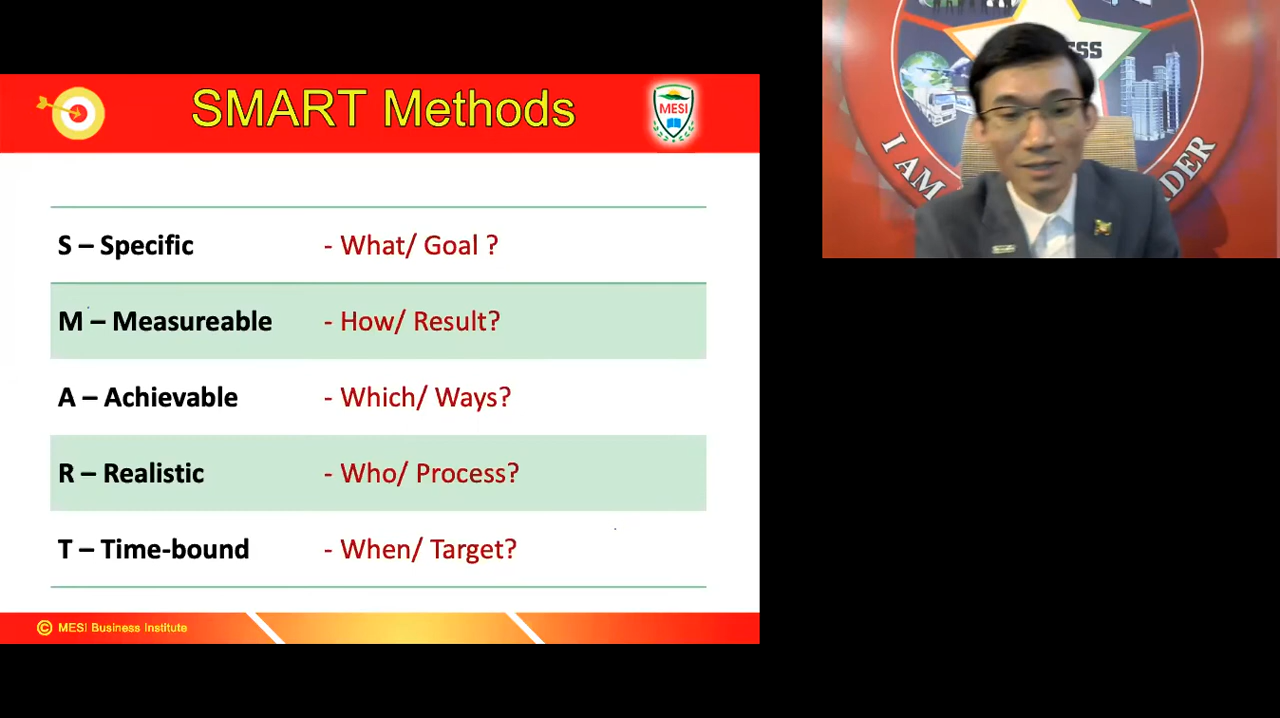 SMART Methods
MESI
S – Specific - What/ Goal ?
M – Measureable - How/ Result?
A – Achievable - Which/ Ways?
R – Realistic - Who/ Process?
T – Time-bound - When/ Target?
© MESI Business Institute
I AM
DER